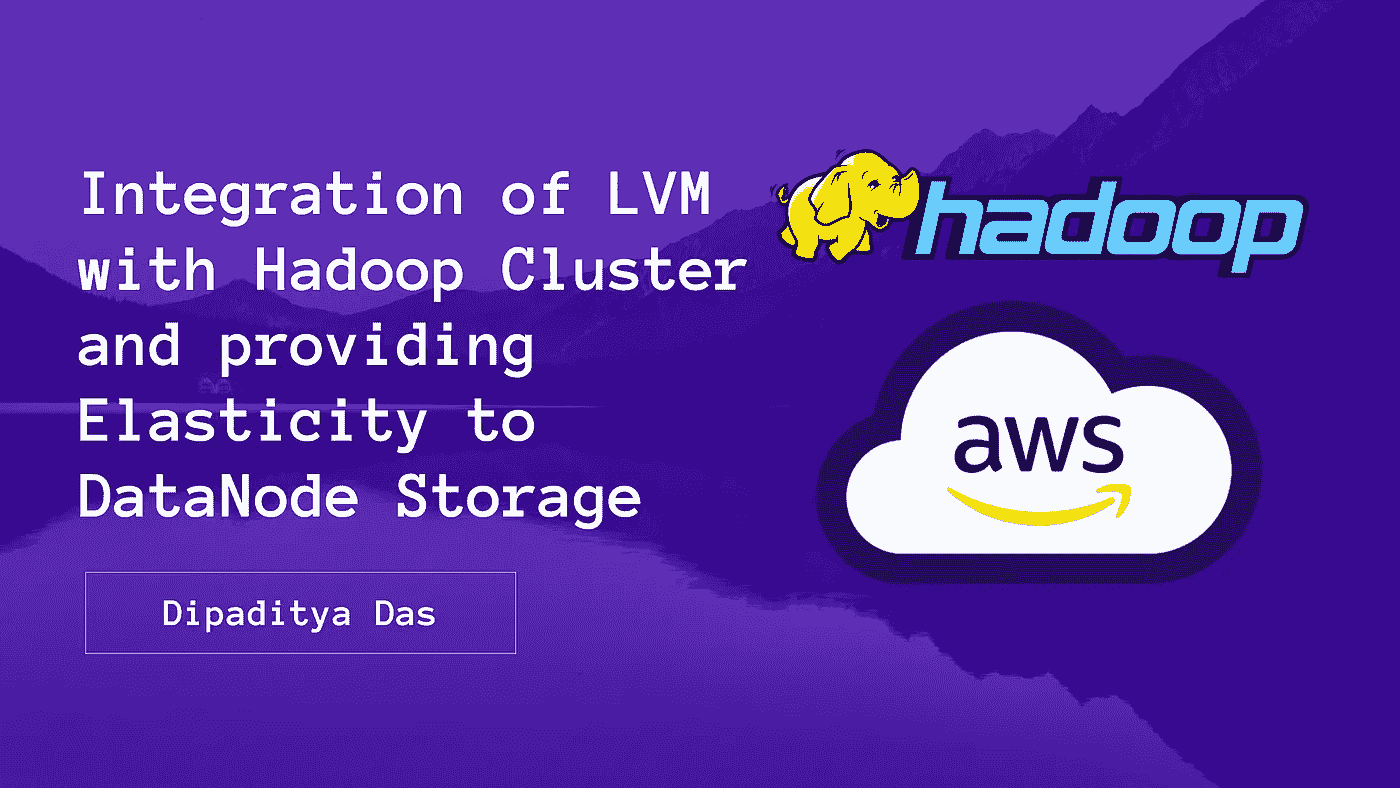 Integration of LVM
with Hadoop Cluster
and providing
Elasticity to
DataNode Storage
Dipaditya Das
hadoop
aws